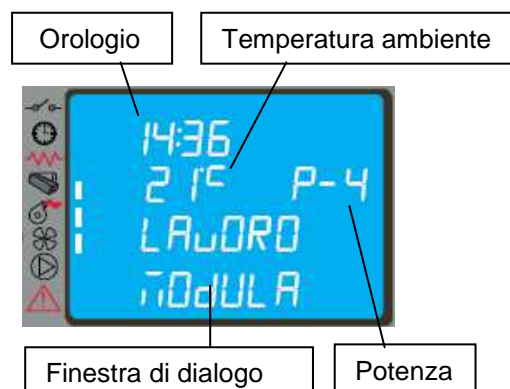 Orologio
Temperatura ambiente
14:36
21°C P-4
LAvORO
MOdULA
Finestra di dialogo
Potenza